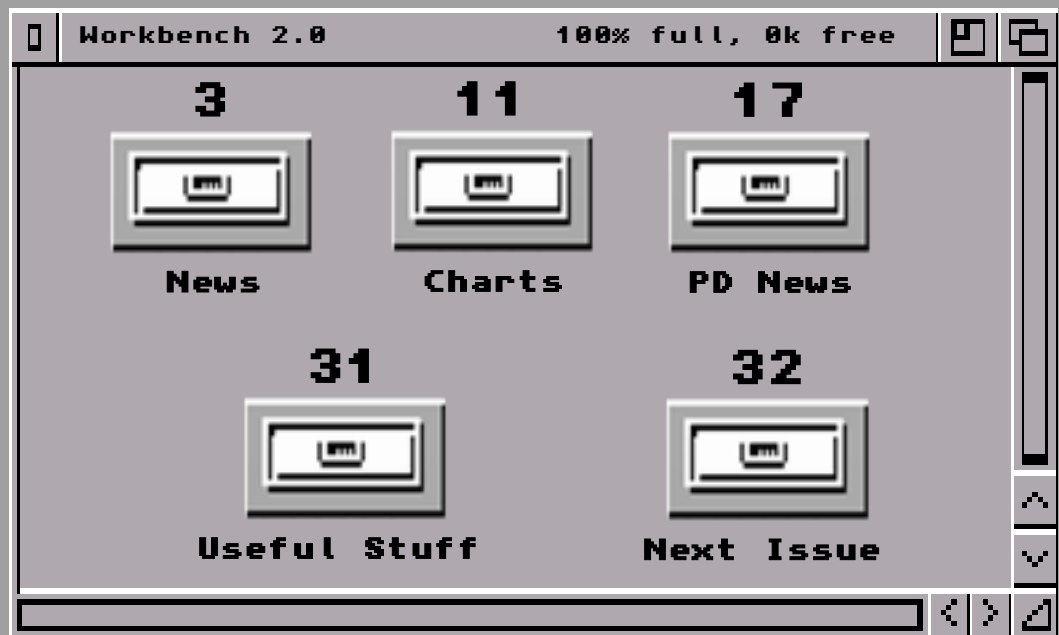 Workbench 2.0 100% full, 0k free
3 11 17
News Charts PD News
31 32
Useful Stuff Next Issue